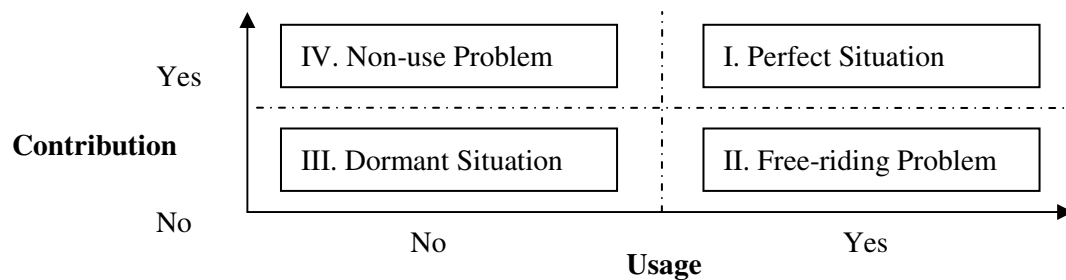 IV. Non-use Problem
I. Perfect Situation
Yes
Contribution
III. Dormant Situation
II. Free-riding Problem
No
No
Yes
Usage